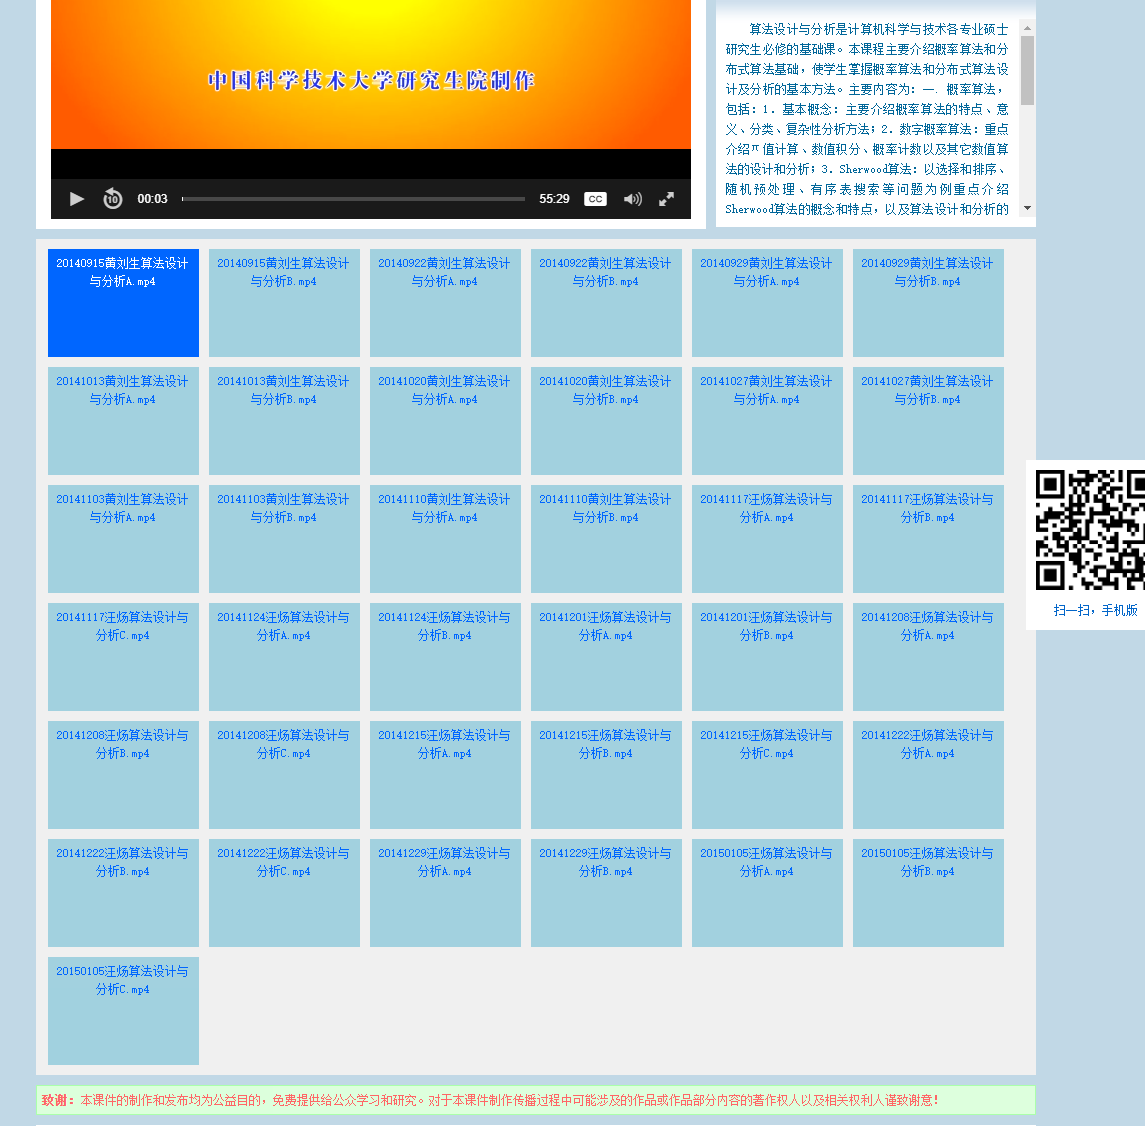 中国科学技术大学研究生院制作
10
00:03
55:29
CC
算法设计与分析是计算机科学与技术各专业硕士
研究生必修的基础课。本课程主要介绍概率算法和分
布式算法基础，使学生掌握概率算法和分布式算法设
计及分析的基本方法。主要内容为：一. 概率算法，
包括：1. 基本概念：主要介绍概率算法的特点、意
义、分类、复杂性分析方法；2. 数字概率算法：重点
介绍π值计算、数值积分、概率计数以及其它数值算
法的设计和分析；3. Sherwood算法：以选择和排序、
随机预处理、有序表搜索等问题为例重点介绍
Sherwood算法的概念和特点，以及算法设计和分析的
20140915黄刘生算法设计
与分析A.mp4
20140915黄刘生算法设计
与分析B.mp4
20140922黄刘生算法设计
与分析A.mp4
20140922黄刘生算法设计
与分析B.mp4
20140929黄刘生算法设计
与分析A.mp4
20140929黄刘生算法设计
与分析B.mp4
20141013黄刘生算法设计
与分析A.mp4
20141013黄刘生算法设计
与分析B.mp4
20141020黄刘生算法设计
与分析A.mp4
20141020黄刘生算法设计
与分析B.mp4
20141027黄刘生算法设计
与分析A.mp4
20141027黄刘生算法设计
与分析B.mp4
20141103黄刘生算法设计
与分析A.mp4
20141103黄刘生算法设计
与分析B.mp4
20141110黄刘生算法设计
与分析A.mp4
20141110黄刘生算法设计
与分析B.mp4
20141117汪炀算法设计与
分析A.mp4
20141117汪炀算法设计与
分析B.mp4
20141117汪炀算法设计与
分析C.mp4
20141124汪炀算法设计与
分析A.mp4
20141124汪炀算法设计与
分析B.mp4
20141201汪炀算法设计与
分析A.mp4
20141201汪炀算法设计与
分析B.mp4
20141208汪炀算法设计与
分析A.mp4
20141208汪炀算法设计与
分析B.mp4
20141208汪炀算法设计与
分析C.mp4
20141215汪炀算法设计与
分析A.mp4
20141215汪炀算法设计与
分析B.mp4
20141215汪炀算法设计与
分析C.mp4
20141222汪炀算法设计与
分析A.mp4
20141222汪炀算法设计与
分析B.mp4
20141222汪炀算法设计与
分析C.mp4
20141229汪炀算法设计与
分析A.mp4
20141229汪炀算法设计与
分析B.mp4
20150105汪炀算法设计与
分析A.mp4
20150105汪炀算法设计与
分析B.mp4
20150105汪炀算法设计与
分析C.mp4
扫一扫，手机版
致谢：本课件的制作和发布均为公益目的，免费提供给公众学习和研究。对于本课件制作传播过程中可能涉及的作品或作品部分内容的著作权人以及相关权利人谨致谢意！